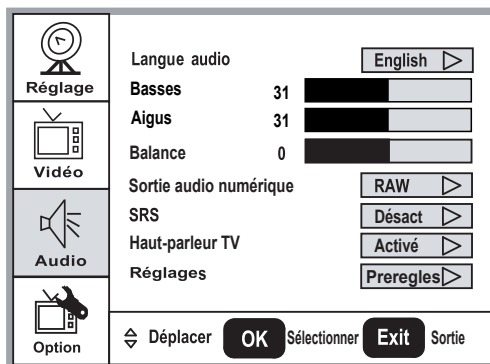 Réglage
Vidéo
Audio
Option
Langue audio English
Basses 31
Aigus 31
Balance 0
Sortie audio numérique RAW
SRS Désact
Haut-parleur TV Activé
Réglages Preregles
Déplacer OK Sélectionner Exit Sortie